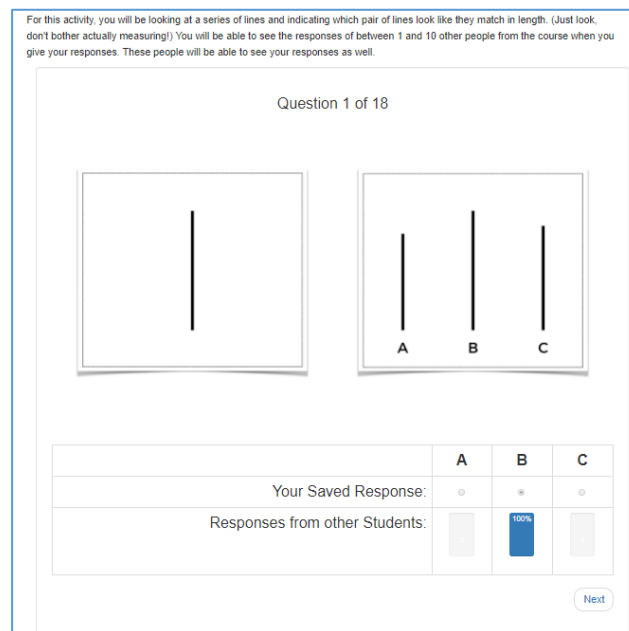 For this activity, you will be looking at a series of lines and indicating which pair of lines look like they match in length. (Just look,
don't bother actually measuring!) You will be able to see the responses of between 1 and 10 other people from the course when you
give your responses. These people will be able to see your responses as well.
Question 1 of 18
A B C
A B C
Your Saved Response:
Responses from other Students: 100%
Next